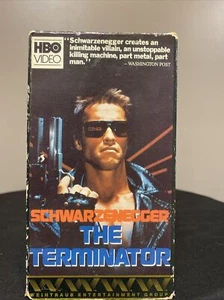 HBO
VIDEO
"Schwarzenegger creates an
inimitable villain, an unstoppable
killing machine, part metal, part
man."
– WASHINGTON POST
SCHWARZENEGGER
THE
TERMINATOR
WEINTRAUB ENTERTAINMENT GROUP